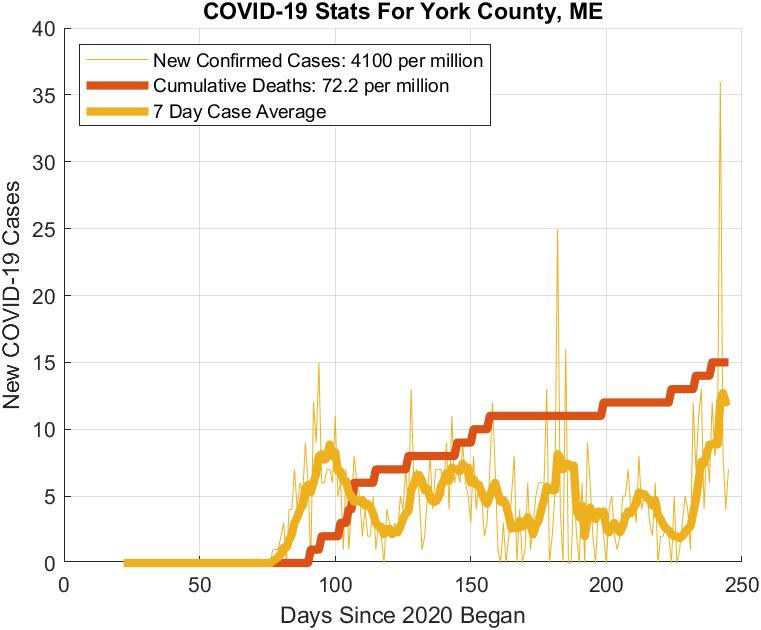 COVID-19 Stats For York County, ME
40
New Confirmed Cases: 4100 per million
Cumulative Deaths: 72.2 per million
7 Day Case Average
35
30
25
20
15
10
5
0
New COVID-19 Cases
0 50 100 150 200 250
Days Since 2020 Began